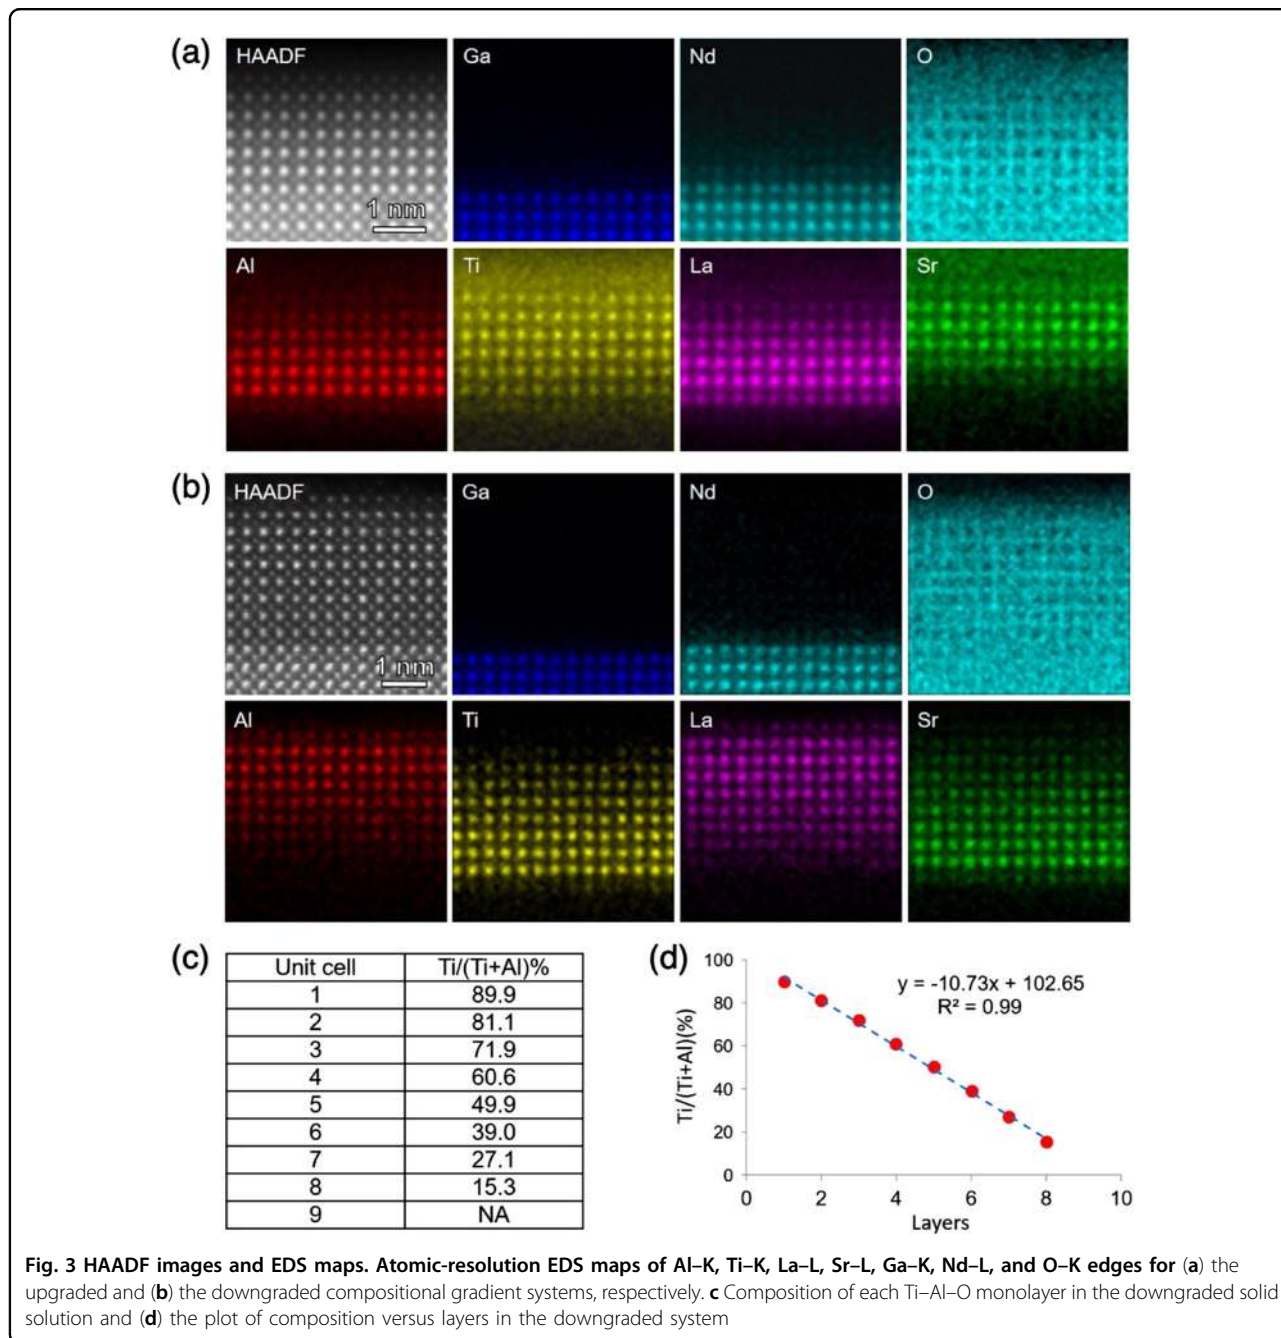 (a)
HAADF
Ga
Nd
O
1 nm
Al
Ti
La
Sr
(b)
HAADF
Ga
Nd
O
1 nm
Al
Ti
La
Sr
(c)
Unit cell Ti/(Ti+Al)%
1 89.9
2 81.1
3 71.9
4 60.6
5 49.9
6 39.0
7 27.1
8 15.3
9 NA
(d)
y = -10.73x + 102.65
R² = 0.99
Ti/(Ti+Al)(%)
100
80
60
40
20
0
0 2 4 6 8 10
Layers
Fig. 3 HAADF images and EDS maps. Atomic-resolution EDS maps of Al–K, Ti–K, La–L, Sr–L, Ga–K, Nd–L, and O–K edges for (a) the
upgraded and (b) the downgraded compositional gradient systems, respectively. c Composition of each Ti–Al–O monolayer in the downgraded solid
solution and (d) the plot of composition versus layers in the downgraded system